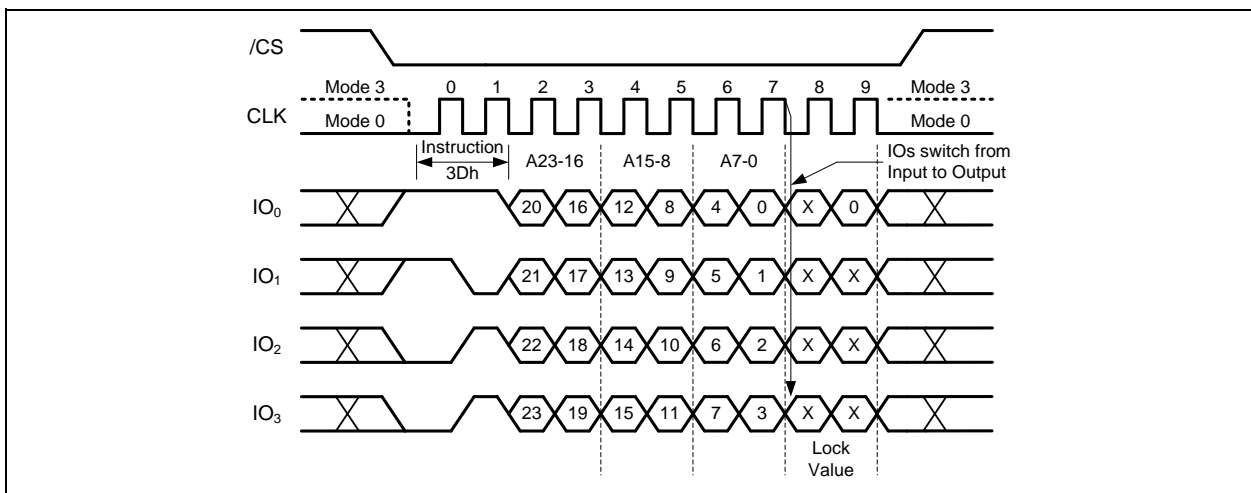 /CS
Mode 3 0 1 2 3 4 5 6 7 8 9 Mode 3
CLK
Mode 0 Mode 0
Instruction
3Dh
A23-16 A15-8 A7-0
IOs switch from
Input to Output
IO₀ 20 16 12 8 4 0 X 0
IO₁ 21 17 13 9 5 1 X X
IO₂ 22 18 14 10 6 2 X X
IO₃ 23 19 15 11 7 3 X X
Lock
Value